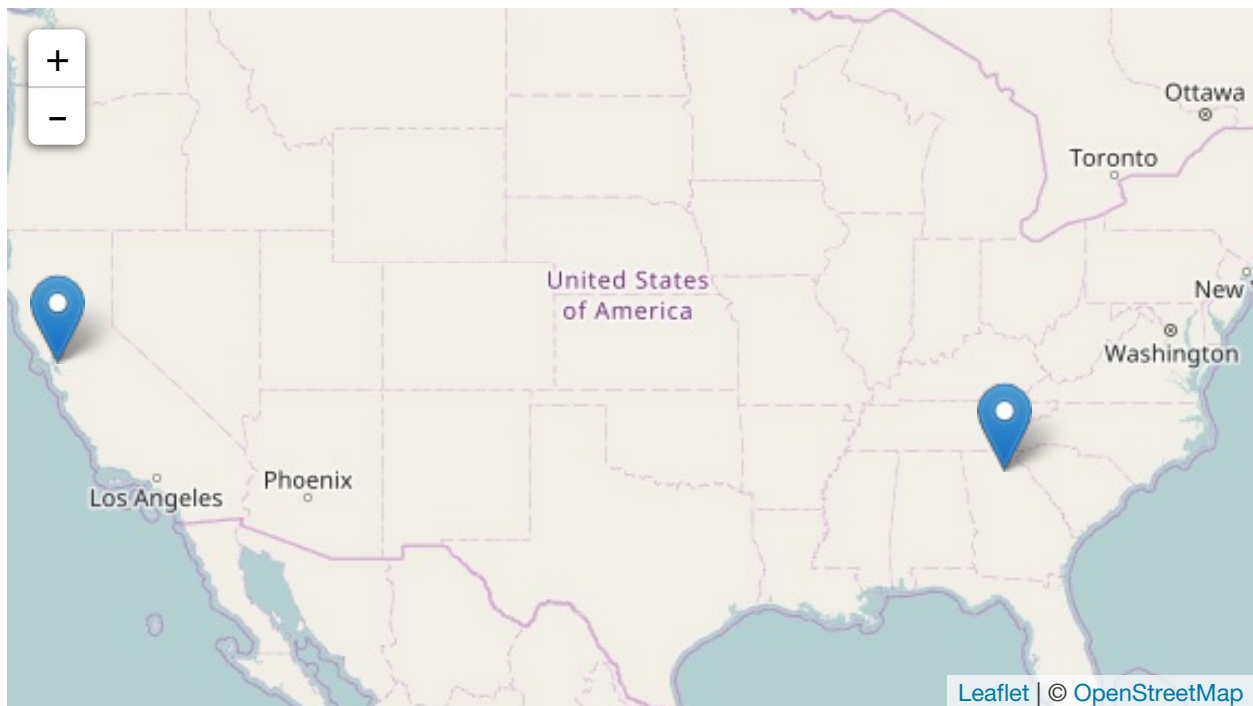 +
-
Ottawa
Toronto
United States
of America
New Y
Washington
Los Angeles
Phoenix
Leaflet | © OpenStreetMap